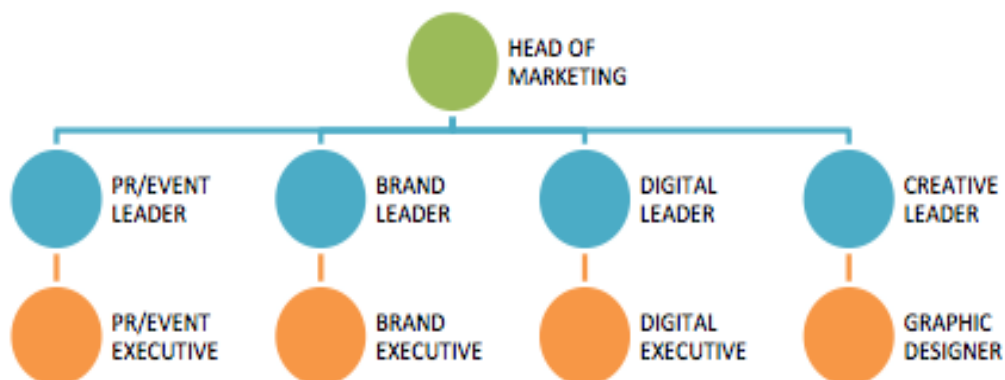 HEAD OF
MARKETING
PR/EVENT
LEADER
BRAND
LEADER
DIGITAL
LEADER
CREATIVE
LEADER
PR/EVENT
EXECUTIVE
BRAND
EXECUTIVE
DIGITAL
EXECUTIVE
GRAPHIC
DESIGNER